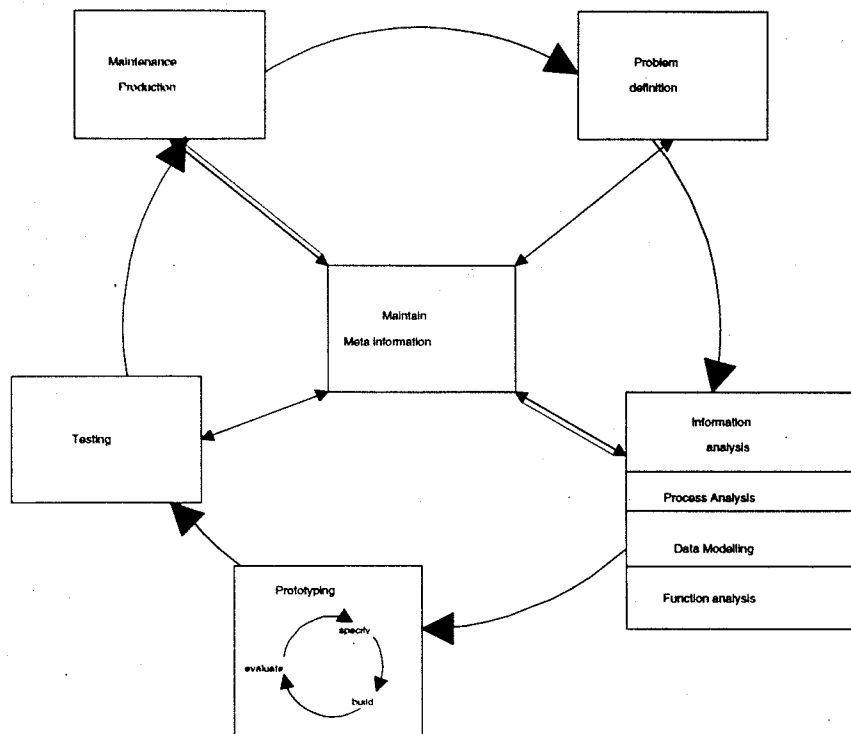 Maintenance
Production
Problem
definition
Maintain
Meta information
Information
analysis
Testing
Process Analysis
Data Modelling
Prototyping
Function analysis
specify
evaluate
build